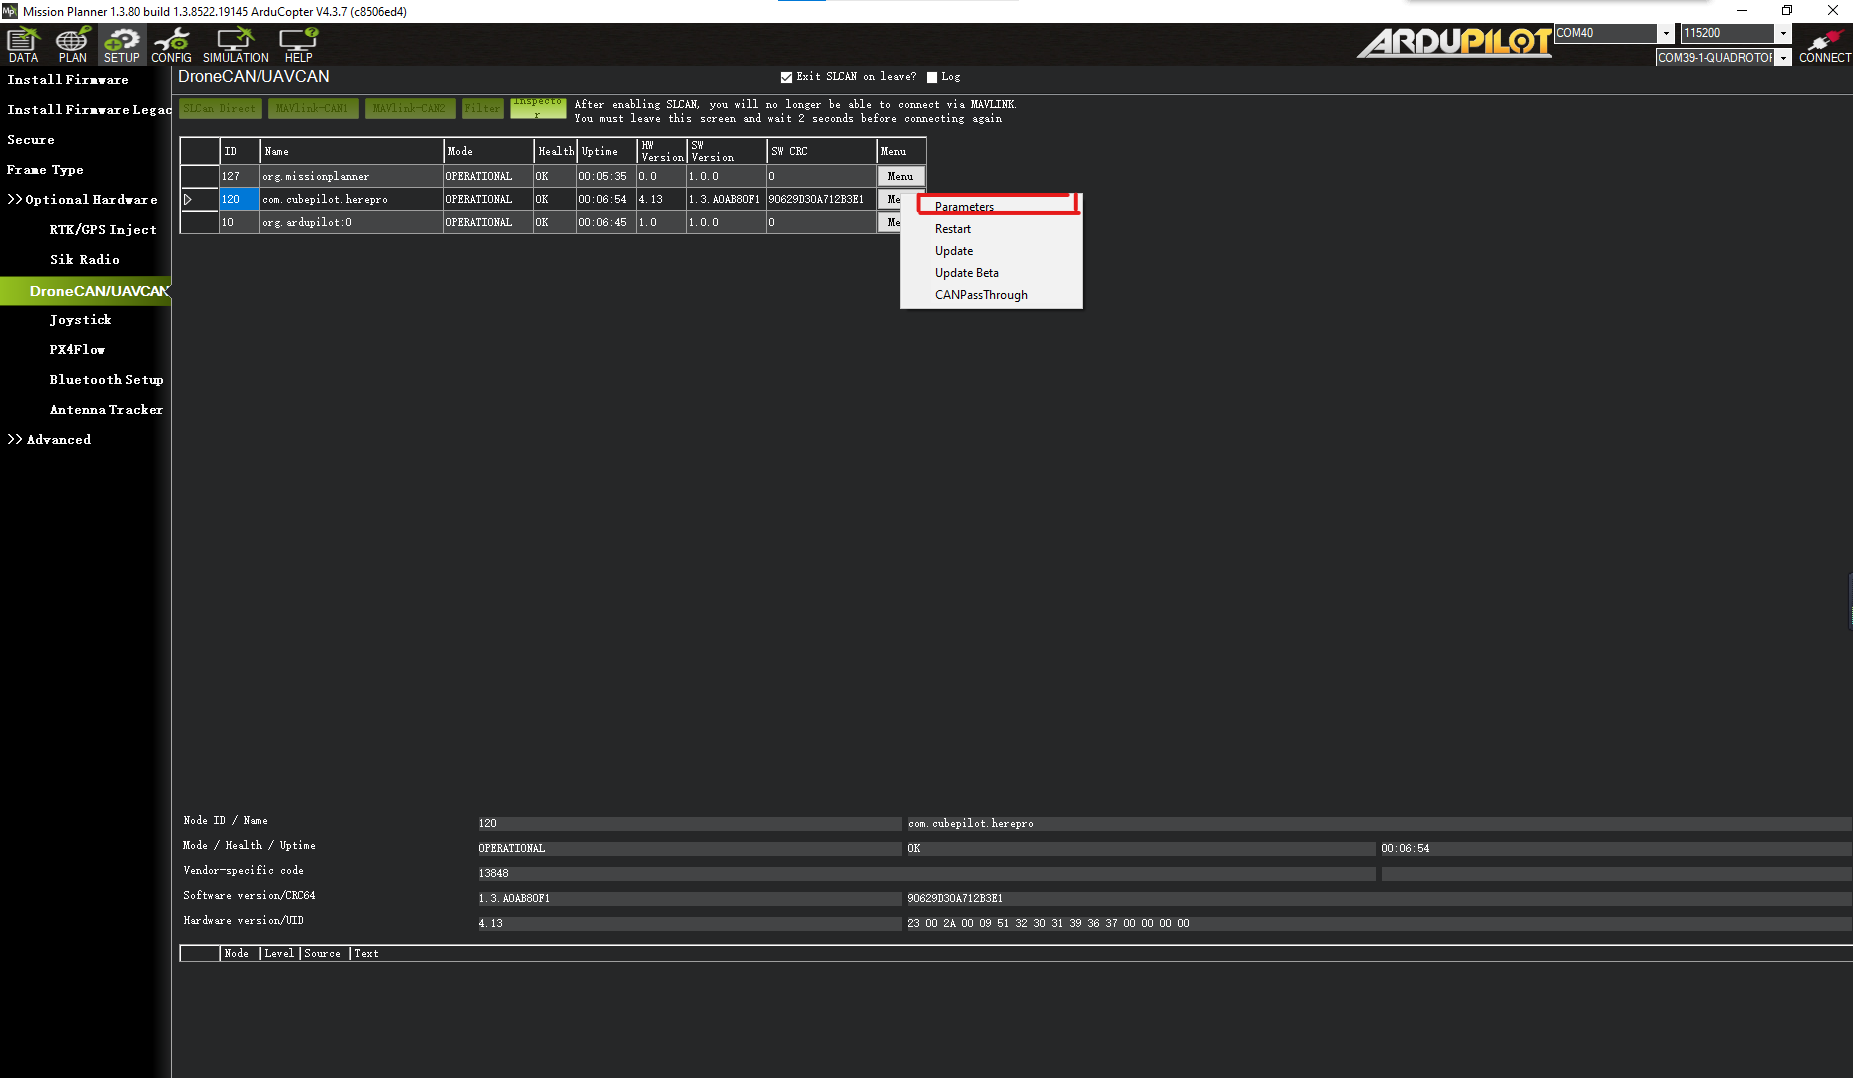 Mission Planner 1.3.80 build 1.3.8522.19145 ArduCopter V4.3.7 (c8506ed4)
DATA PLAN SETUP CONFIG SIMULATION HELP
ARDUPILOT COM40 115200
COM39-1-QUADROTOR CONNECT
Install Firmware
Install Firmware Legac
Secure
Frame Type
>> Optional Hardware
RTK/GPS Inject
Sik Radio
DroneCAN/UAVCAN
Joystick
PX4Flow
Bluetooth Setup
Antenna Tracker
>> Advanced
DroneCAN/UAVCAN
Exit SLCAN on leave? Log
SLCan Direct MAVlink-CAN1 MAVlink-CAN2 Filter Inspector
After enabling SLCAN, you will no longer be able to connect via MAVLINK.
You must leave this screen and wait 2 seconds before connecting again
ID Name Mode Health Uptime HW Version SW Version SW CRC Menu
127 org.missionplanner OPERATIONAL OK 00:05:35 0.0 1.0.0 0 Menu
120 com.cubepilot.herepro OPERATIONAL OK 00:06:54 4.13 1.3.A0AB80F1 90629D30A712B3E1 Me
10 org.ardupilot:0 OPERATIONAL OK 00:06:45 1.0 1.0.0 0 Me
Parameters
Restart
Update
Update Beta
CANPassThrough
Node ID / Name 120 com.cubepilot.herepro
Mode / Health / Uptime OPERATIONAL OK 00:06:54
Vendor-specific code 13848
Software version/CRC64 1.3.A0AB80F1 90629D30A712B3E1
Hardware version/UID 4.13 23 00 2A 00 09 51 32 30 31 39 36 37 00 00 00 00
Node Level Source Text